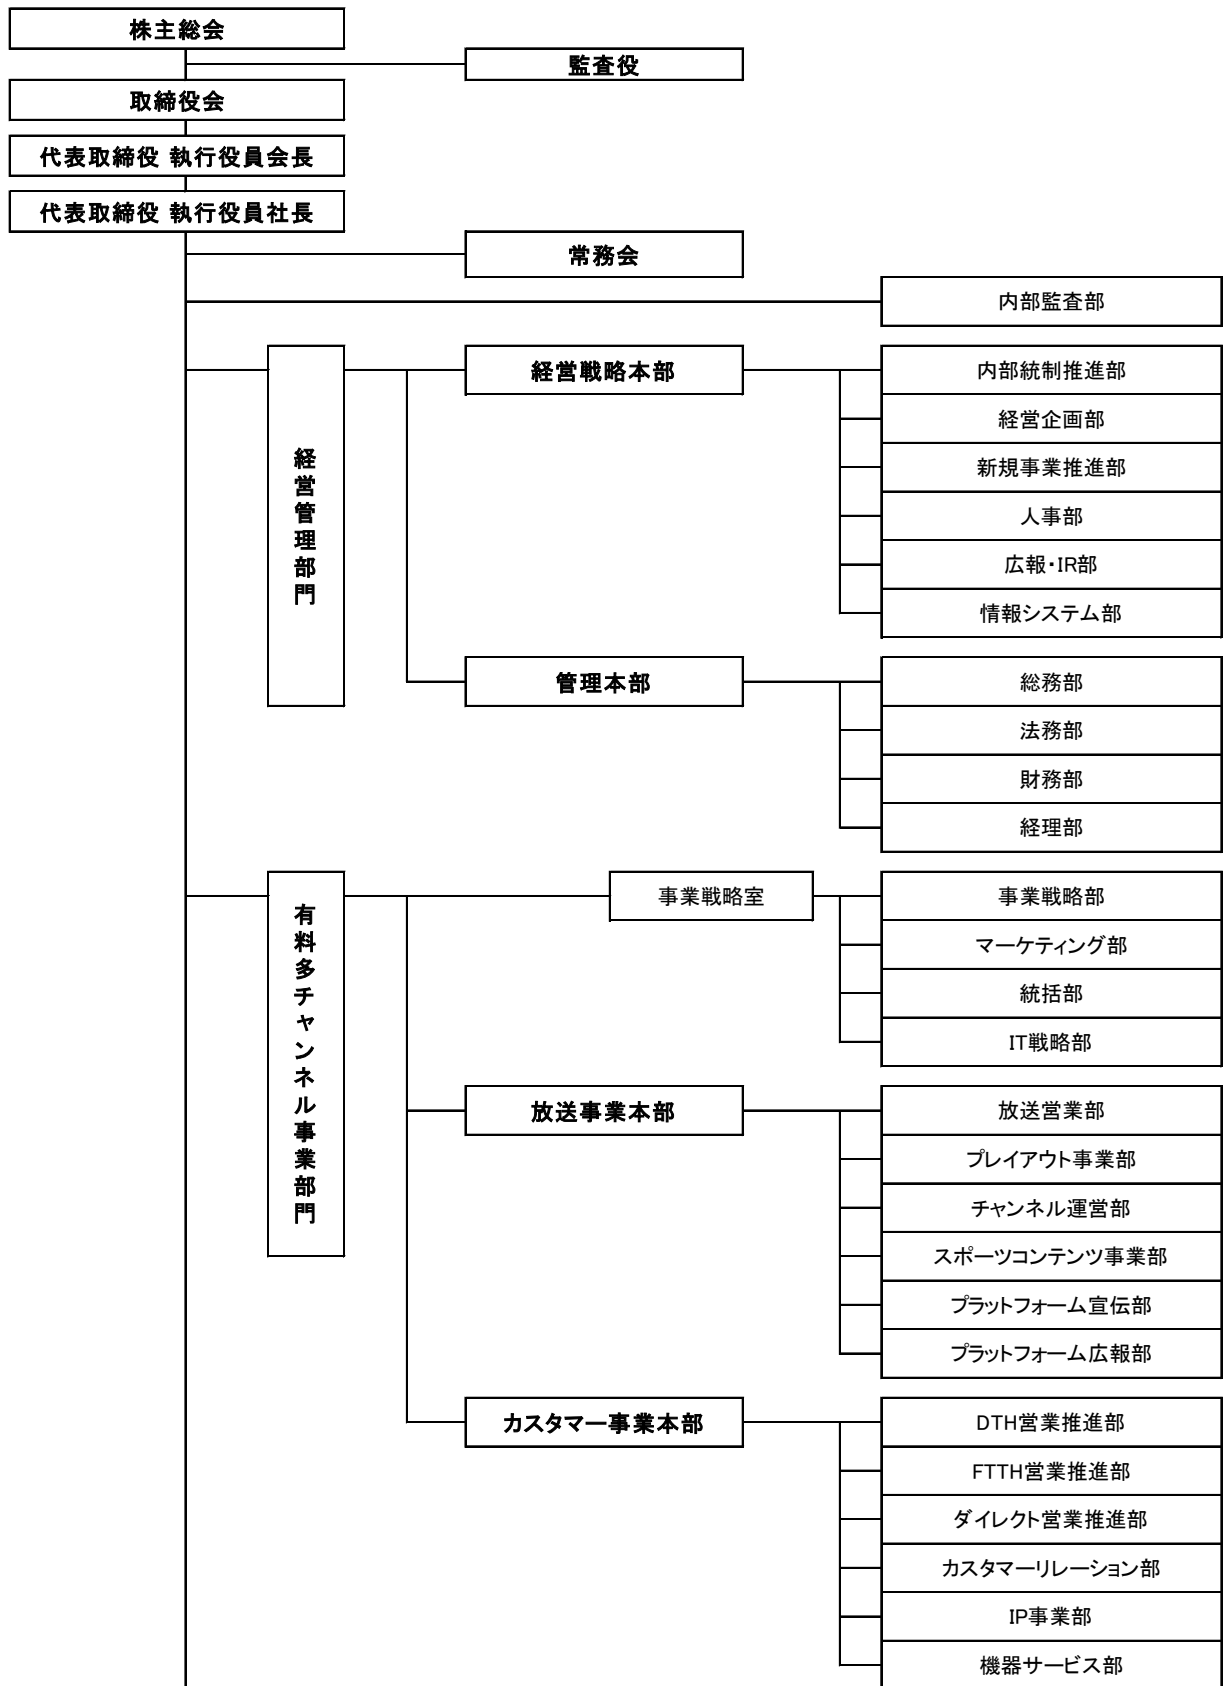 株主総会
監査役
取締役会
代表取締役 執行役員会長
代表取締役 執行役員社長
常務会
内部監査部
経営管理部門
経営戦略本部
内部統制推進部
経営企画部
新規事業推進部
人事部
広報・IR部
情報システム部
管理本部
総務部
法務部
財務部
経理部
有料多チャンネル事業部門
事業戦略室
事業戦略部
マーケティング部
統括部
IT戦略部
放送事業本部
放送営業部
プレイアウト事業部
チャンネル運営部
スポーツコンテンツ事業部
プラットフォーム宣伝部
プラットフォーム広報部
カスタマー事業本部
DTH営業推進部
FTTH営業推進部
ダイレクト営業推進部
カスタマーリレーション部
IP事業部
機器サービス部